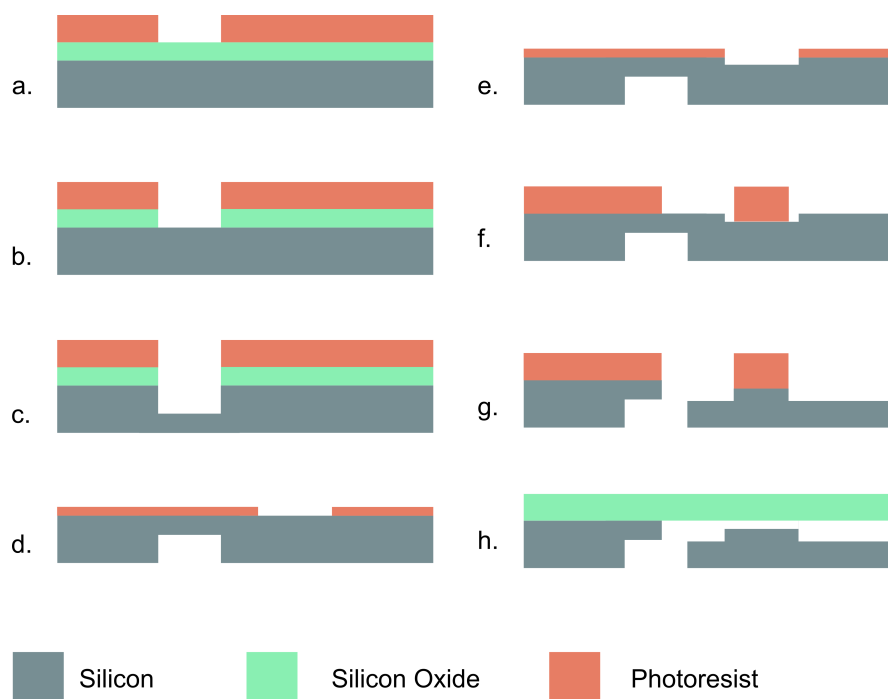 a.
b.
c.
d.
e.
f.
g.
h.
Silicon
Silicon Oxide
Photoresist